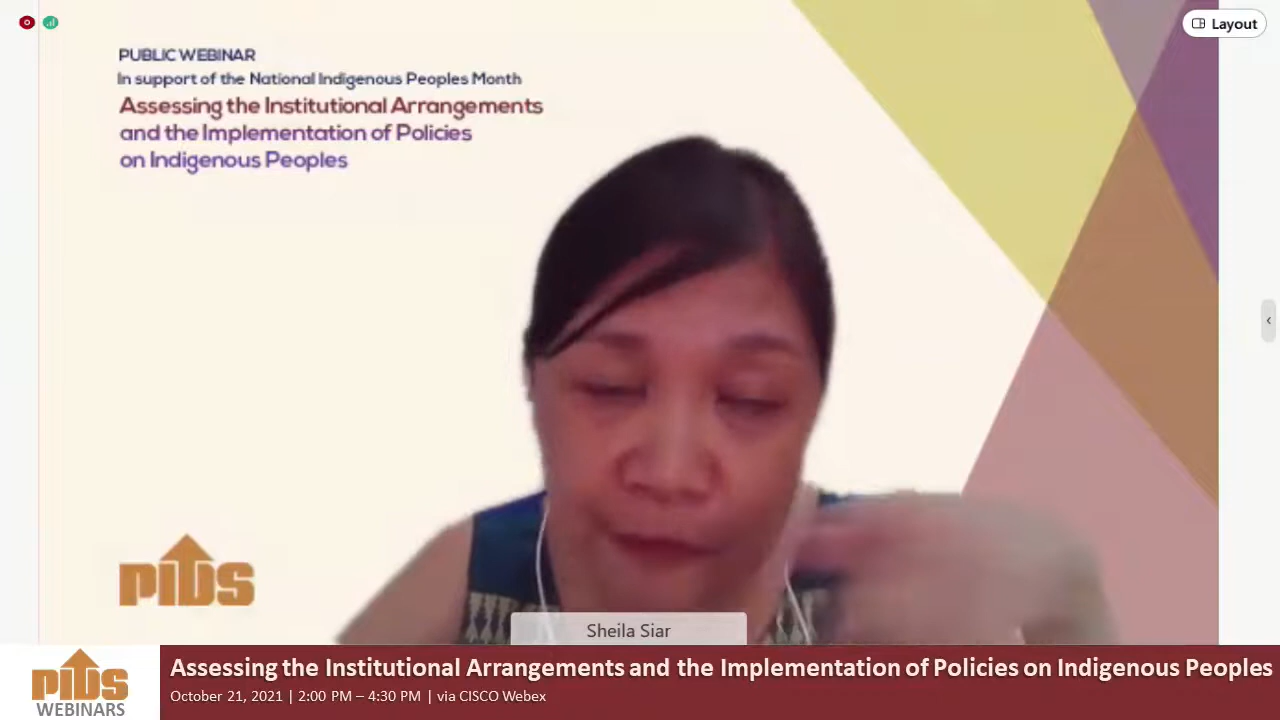 Layout
PUBLIC WEBINAR
In support of the National Indigenous Peoples Month
Assessing the Institutional Arrangements
and the Implementation of Policies
on Indigenous Peoples
PIDS
Sheila Siar
PIDS
WEBINARS
Assessing the Institutional Arrangements and the Implementation of Policies on Indigenous Peoples
October 21, 2021 | 2:00 PM – 4:30 PM | via CISCO Webex